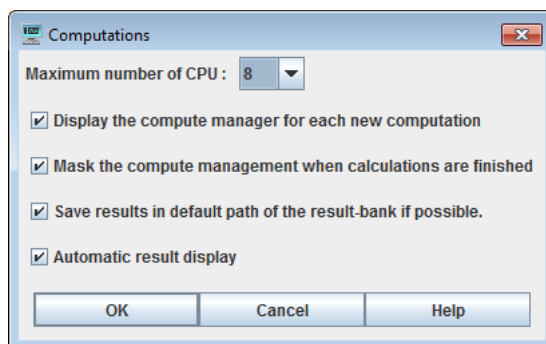 Computations
Maximum number of CPU : 8
Display the compute manager for each new computation
Mask the compute management when calculations are finished
Save results in default path of the result-bank if possible.
Automatic result display
OK Cancel Help